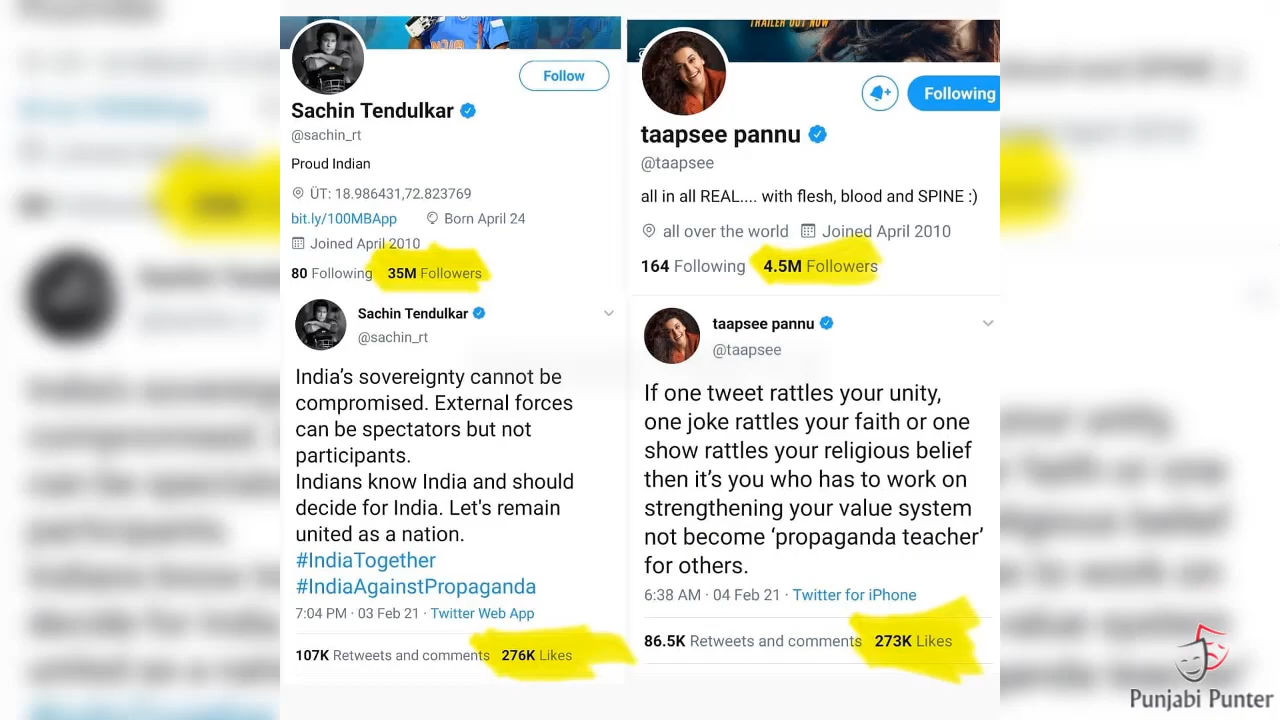 TRAILER OUT NOW
Sachin Tendulkar
@sachin_rt
Follow
Proud Indian
ÜT: 18.986431,72.823769
bit.ly/100MBApp Born April 24
Joined April 2010
80 Following 35M Followers
Sachin Tendulkar
@sachin_rt
India's sovereignty cannot be
compromised. External forces
can be spectators but not
participants.
Indians know India and should
decide for India. Let's remain
united as a nation.
#IndiaTogether
#IndiaAgainstPropaganda
7:04 PM · 03 Feb 21 · Twitter Web App
107K Retweets and comments 276K Likes
Following
taapsee pannu
@taapsee
all in all REAL.... with flesh, blood and SPINE :)
all over the world Joined April 2010
164 Following 4.5M Followers
taapsee pannu
@taapsee
If one tweet rattles your unity,
one joke rattles your faith or one
show rattles your religious belief
then it's you who has to work on
strengthening your value system
not become ‘propaganda teacher’
for others.
6:38 AM · 04 Feb 21 · Twitter for iPhone
86.5K Retweets and comments 273K Likes
Punjabi Punter